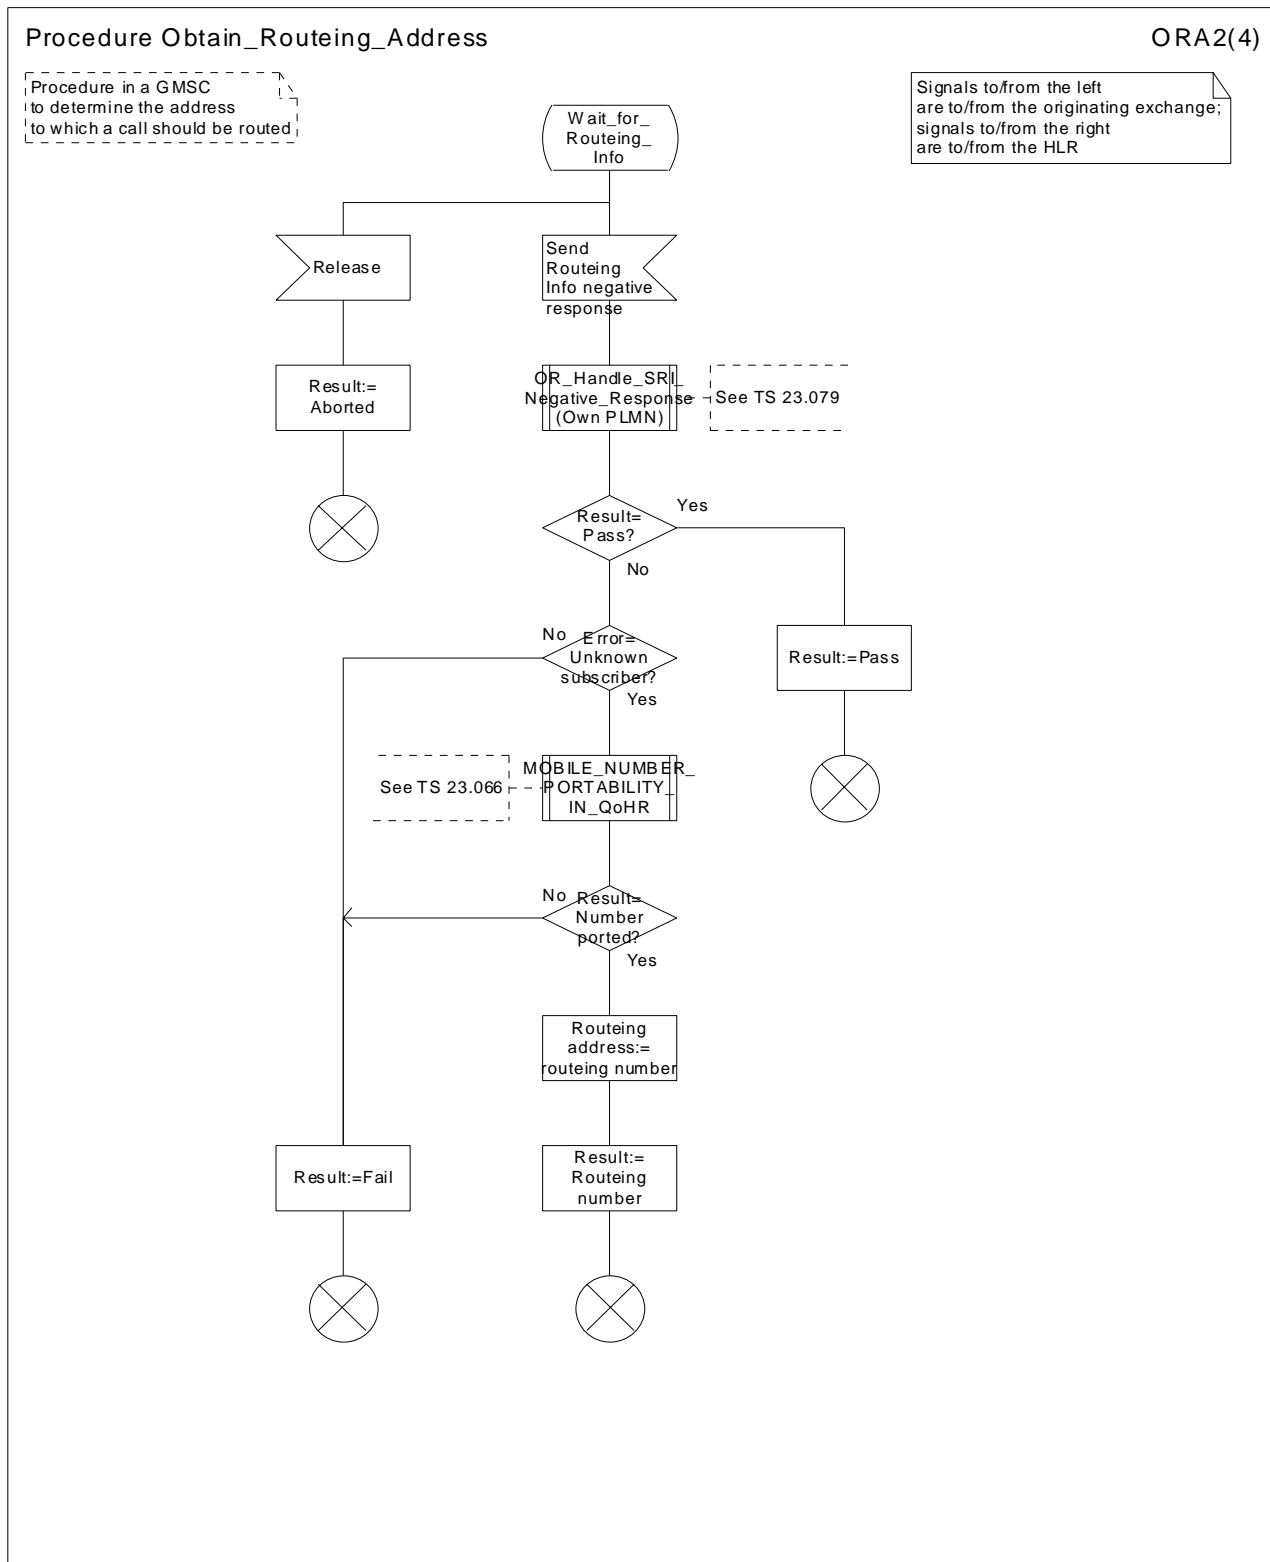 Procedure Obtain_Routeing_Address
ORA2(4)
Procedure in a GMSC
to determine the address
to which a call should be routed
Signals to/from the left
are to/from the originating exchange;
signals to/from the right
are to/from the HLR
Wait_for_
Routeing_
Info
Release
Send
Routeing
Info negative
response
Result:=
Aborted
OR_Handle_SRI_
Negative_Response
(Own PLMN)
See TS 23.079
Result=
Pass?
Yes
No
No
Error=
Unknown
subscriber?
Yes
Result:=Pass
See TS 23.066
MOBILE_NUMBER_
PORTABILITY_
IN_QoHR
No
Result=
Number
ported?
Yes
Routeing
address:=
routeing number
Result:=Fail
Result:=
Routeing
number